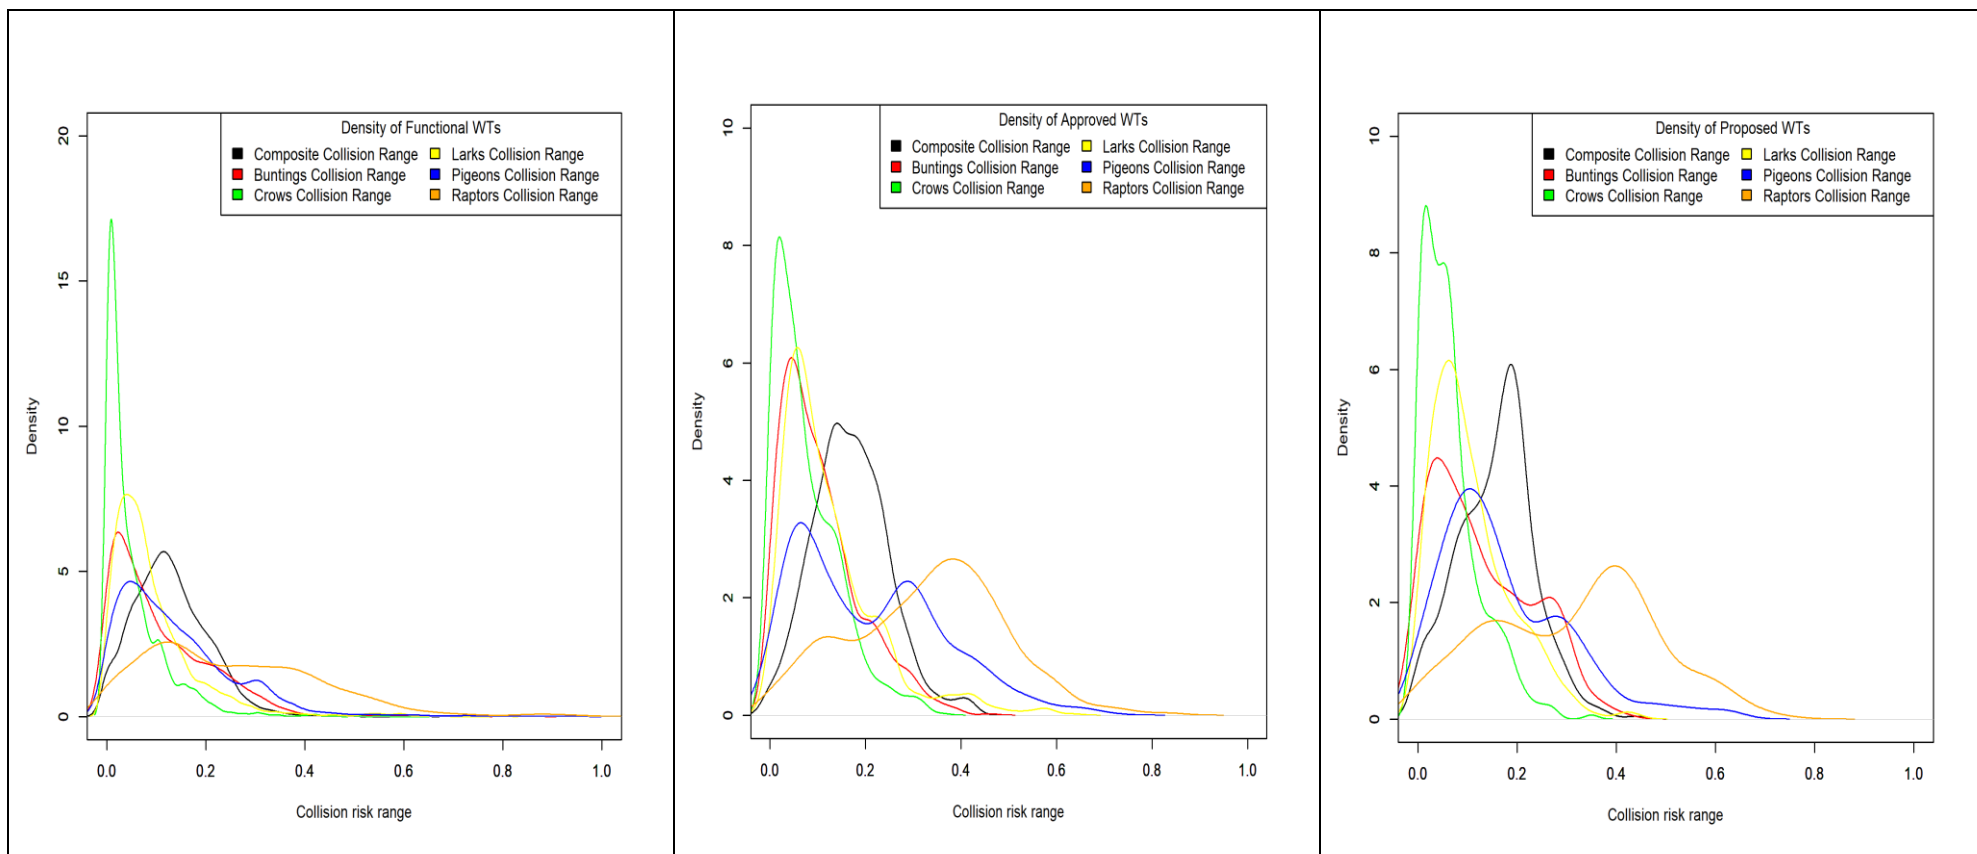 Density of Functional WTs
Composite Collision Range Larks Collision Range
Buntings Collision Range Pigeons Collision Range
Crows Collision Range Raptors Collision Range
20
15
10
5
0
Density
0.0 0.2 0.4 0.6 0.8 1.0
Collision risk range
Density of Approved WTs
Composite Collision Range Larks Collision Range
Buntings Collision Range Pigeons Collision Range
Crows Collision Range Raptors Collision Range
10
8
6
4
2
0
Density
0.0 0.2 0.4 0.6 0.8 1.0
Collision risk range
Density of Proposed WTs
Composite Collision Range Larks Collision Range
Buntings Collision Range Pigeons Collision Range
Crows Collision Range Raptors Collision Range
10
8
6
4
2
0
Density
0.0 0.2 0.4 0.6 0.8 1.0
Collision risk range